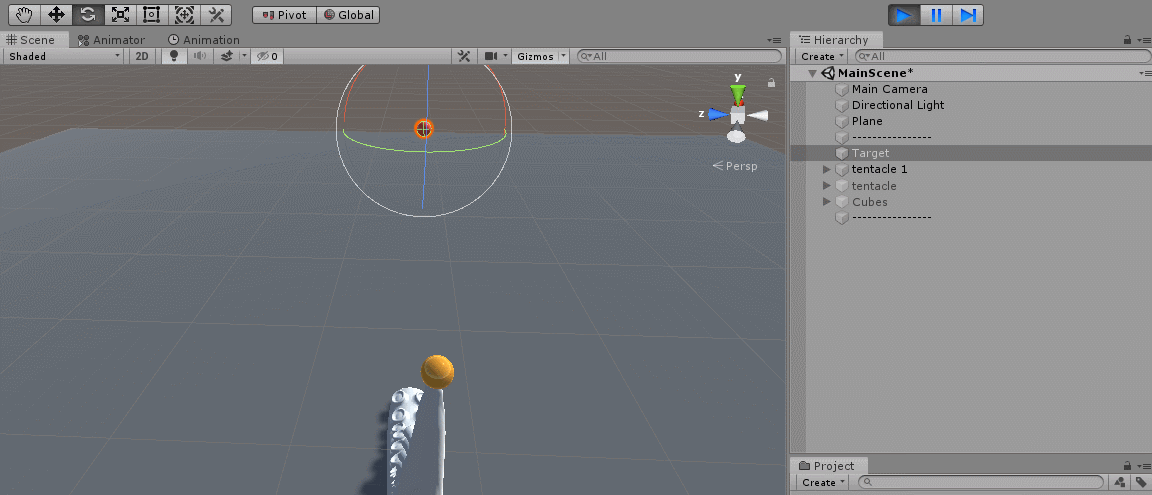 Pivot Global
Scene Animator Animation
Shaded 2D 0 Gizmos All
y
z
Persp
Hierarchy
Create All
MainScene*
Main Camera
Directional Light
Plane
----------------
Target
tentacle 1
tentacle
Cubes
----------------
Project
Create